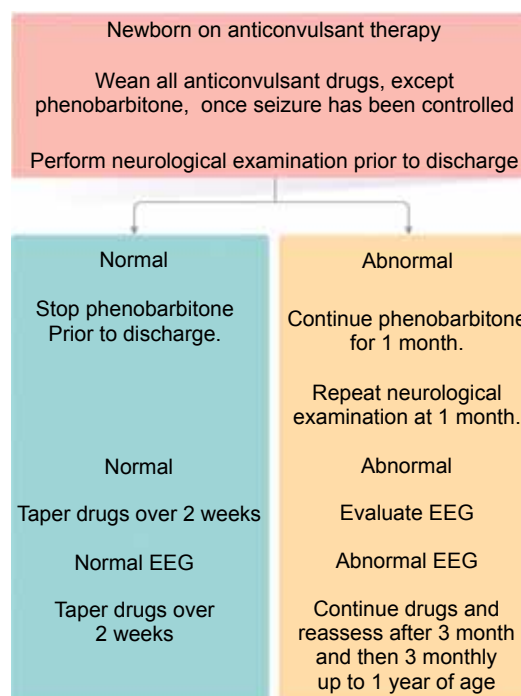 Newborn on anticonvulsant therapy
Wean all anticonvulsant drugs, except
phenobarbitone, once seizure has been controlled
Perform neurological examination prior to discharge
Normal
Stop phenobarbitone
Prior to discharge.
Abnormal
Continue phenobarbitone
for 1 month.
Repeat neurological
examination at 1 month.
Normal
Taper drugs over 2 weeks
Normal EEG
Taper drugs over
2 weeks
Abnormal
Evaluate EEG
Abnormal EEG
Continue drugs and
reassess after 3 month
and then 3 monthly
up to 1 year of age